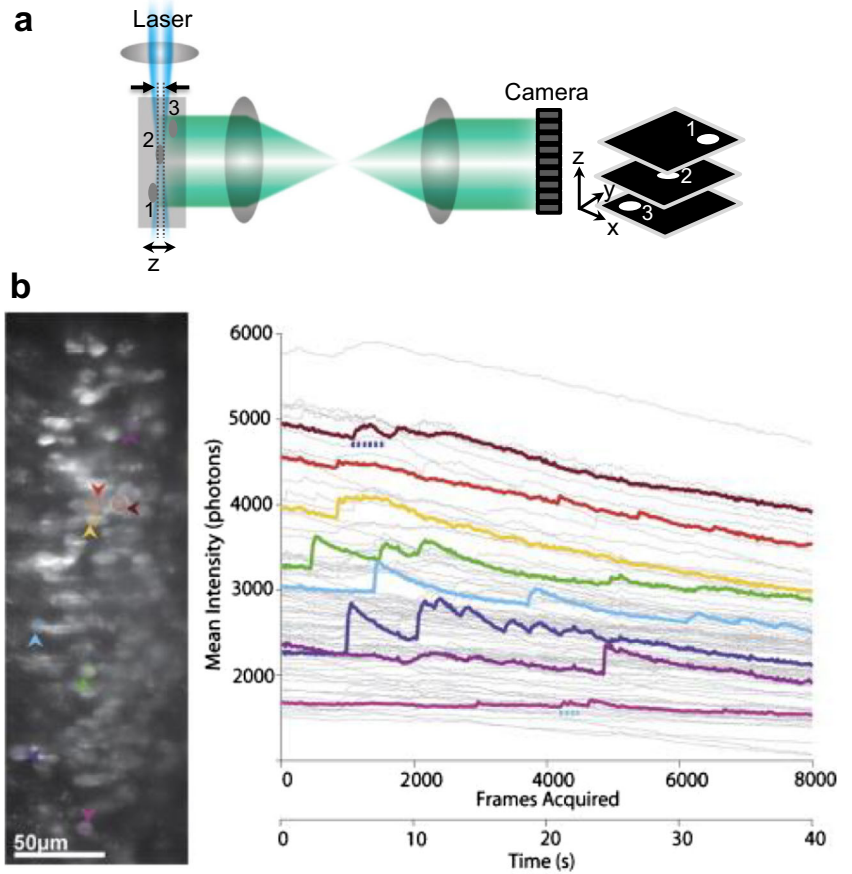 a
Laser
3
2
1
z
Camera
1
2
3
z
y
x
b
50µm
6000
5000
4000
3000
2000
Mean Intensity (photons)
0 2000 4000 6000 8000
Frames Acquired
0 10 20 30 40
Time (s)